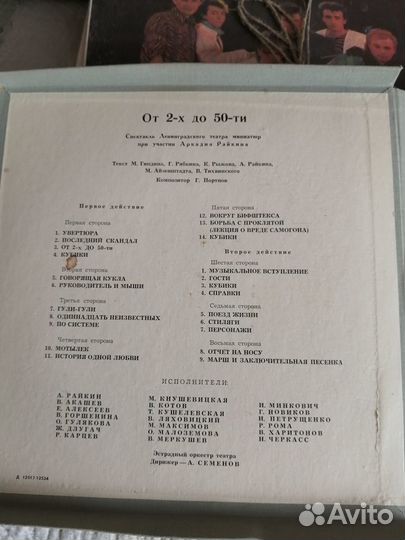 От 2-х до 50-ти
Спектакль Ленинградского театра миниатюр
при участии Аркадия Райкина
Текст М. Гиндина, Г. Рябкина, К. Рыжова, А. Райкина,
М. Айзенштадта, В. Тихвинского
Композитор Г. Портнов
Первое действие
Первая сторона
1. УВЕРТЮРА
2. ПОСЛЕДНИЙ СКАНДАЛ
3. ОТ 2-х ДО 50-ти
4. КУБИКИ
Вторая сторона
5. ГОВОРЯЩАЯ КУКЛА
6. РУКОВОДИТЕЛЬ И МЫШИ
Третья сторона
7. ГУЛИ-ГУЛИ
8. ОДИННАДЦАТЬ НЕИЗВЕСТНЫХ
9. ПО СИСТЕМЕ
Четвертая сторона
10. МОТЫЛЕК
11. ИСТОРИЯ ОДНОЙ ЛЮБВИ
Пятая сторона
12. ВОКРУГ БИФШТЕКСА
13. БОРЬБА С ПРОКЛЯТОЙ
(ЛЕКЦИЯ О ВРЕДЕ САМОГОНА)
14. КУБИКИ
Второе действие
Шестая сторона
1. МУЗЫКАЛЬНОЕ ВСТУПЛЕНИЕ
2. ГОСТИ
3. КУБИКИ
4. СПРАВКИ
Седьмая сторона
5. ПОЕЗД ЖИЗНИ
6. СТИЛЯГИ
7. ПЕРСОНАЖИ
Восьмая сторона
8. ОТЧЕТ НА НОСУ
9. МАРШ И ЗАКЛЮЧИТЕЛЬНАЯ ПЕСЕНКА
ИСПОЛНИТЕЛИ:
А. РАЙКИН
В. АКАШЕВ
Е. АЛЕКСЕЕВ
В. ГОРШЕНИНА
О. ГУЛЯКОВА
Ж. ДЛУГАЧ
Р. КАРЦЕВ
М. КНУШЕВИЦКАЯ
В. КОТОВ
Т. КУШЕЛЕВСКАЯ
В. ЛЯХОВИЦКИЙ
М. МАКСИМОВ
О. МАЛОЗЕМОВА
В. МЕРКУШЕВ
И. МИНКОВИЧ
Г. НОВИКОВ
Н. ПЕТРУЩЕНКО
Р. РОМА
В. ХАРИТОНОВ
Н. ЧЕРКАСС
Эстрадный оркестр театра
Дирижер — А. СЕМЕНОВ
Д 12517 12524
Avito